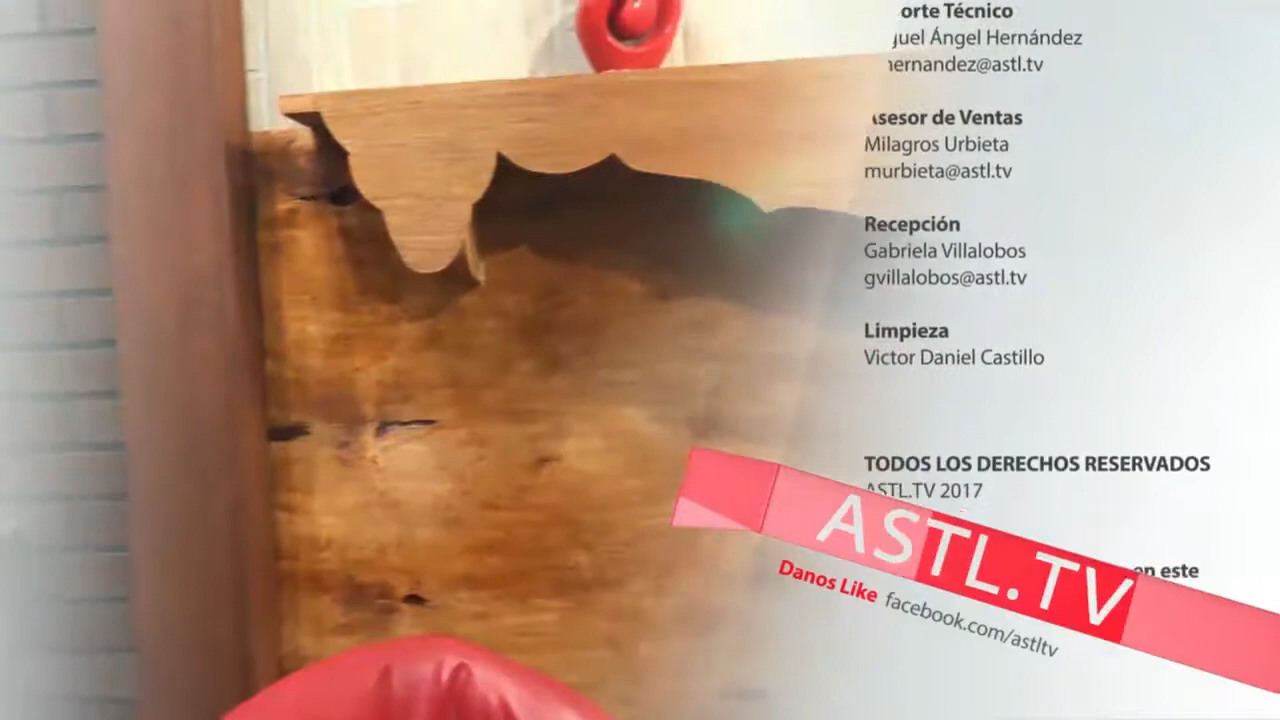 orte Técnico
uel Ángel Hernández
hernandez@astl.tv
Asesor de Ventas
Milagros Urbieta
murbieta@astl.tv
Recepción
Gabriela Villalobos
gvillalobos@astl.tv
Limpieza
Victor Daniel Castillo
TODOS LOS DERECHOS RESERVADOS
ASTL.TV 2017
en este
ASTL.TV
Danos Like facebook.com/astltv